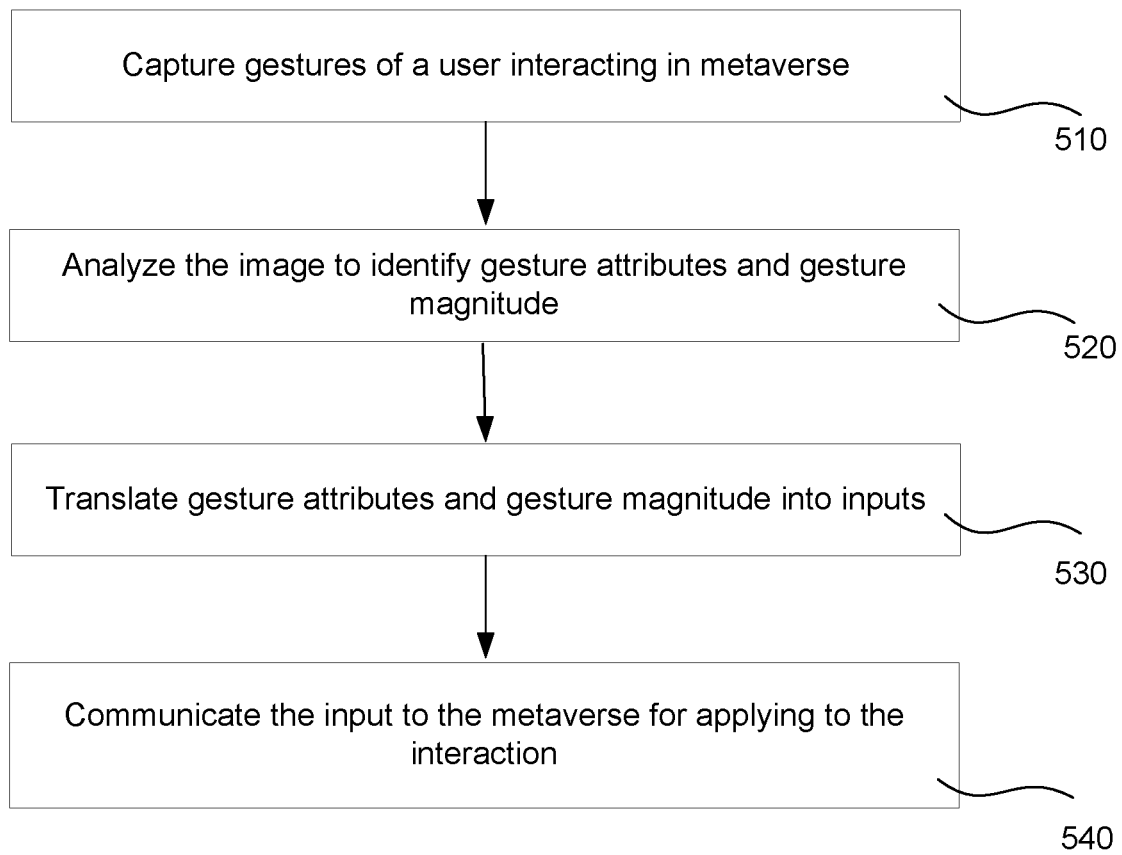 Capture gestures of a user interacting in metaverse
510
Analyze the image to identify gesture attributes and gesture
magnitude
520
Translate gesture attributes and gesture magnitude into inputs
530
Communicate the input to the metaverse for applying to the
interaction
540